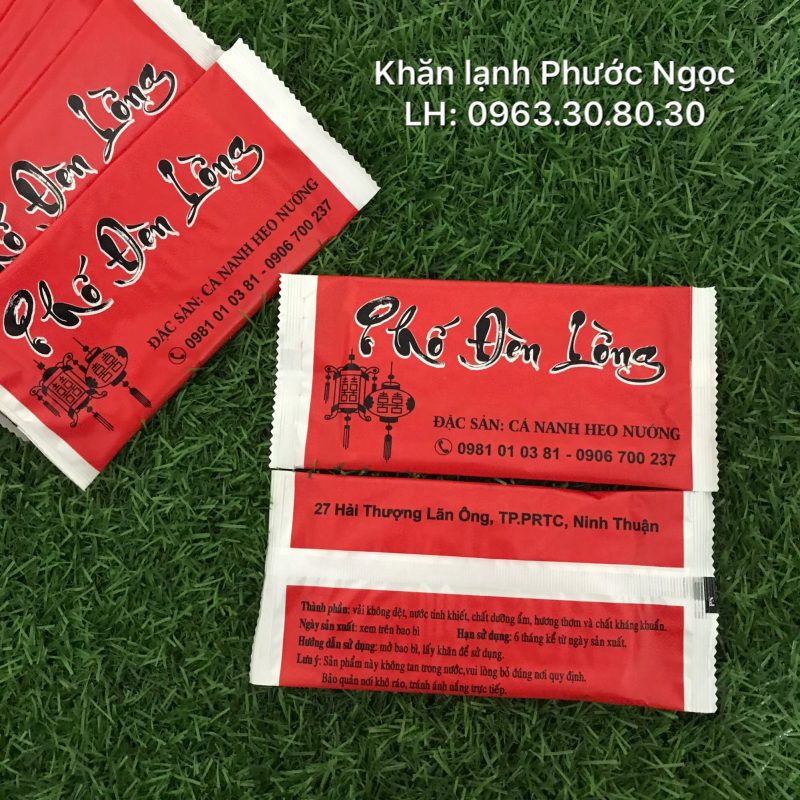 Khăn lạnh Phước Ngọc
LH: 0963.30.80.30
Phố Đèn Lồng
Phố Đèn Lồng
ĐẶC SẢN: CÁ NANH HEO NƯỚNG
0981 01 03 81 - 0906 700 237
Phố Đèn Lồng
ĐẶC SẢN: CÁ NANH HEO NƯỚNG
0981 01 03 81 - 0906 700 237
27 Hải Thượng Lãn Ông, TP.PRTC, Ninh Thuận
Thành phần: vải không dệt, nước tinh khiết, chất dưỡng ẩm, hương thơm và chất kháng khuẩn.
Ngày sản xuất: xem trên bao bì Hạn sử dụng: 6 tháng kể từ ngày sản xuất.
Hướng dẫn sử dụng: mở bao bì, lấy khăn để sử dụng.
Lưu ý: Sản phẩm này không tan trong nước, vui lòng bỏ đúng nơi quy định.
Bảo quản nơi khô ráo, tránh ánh nắng trực tiếp.